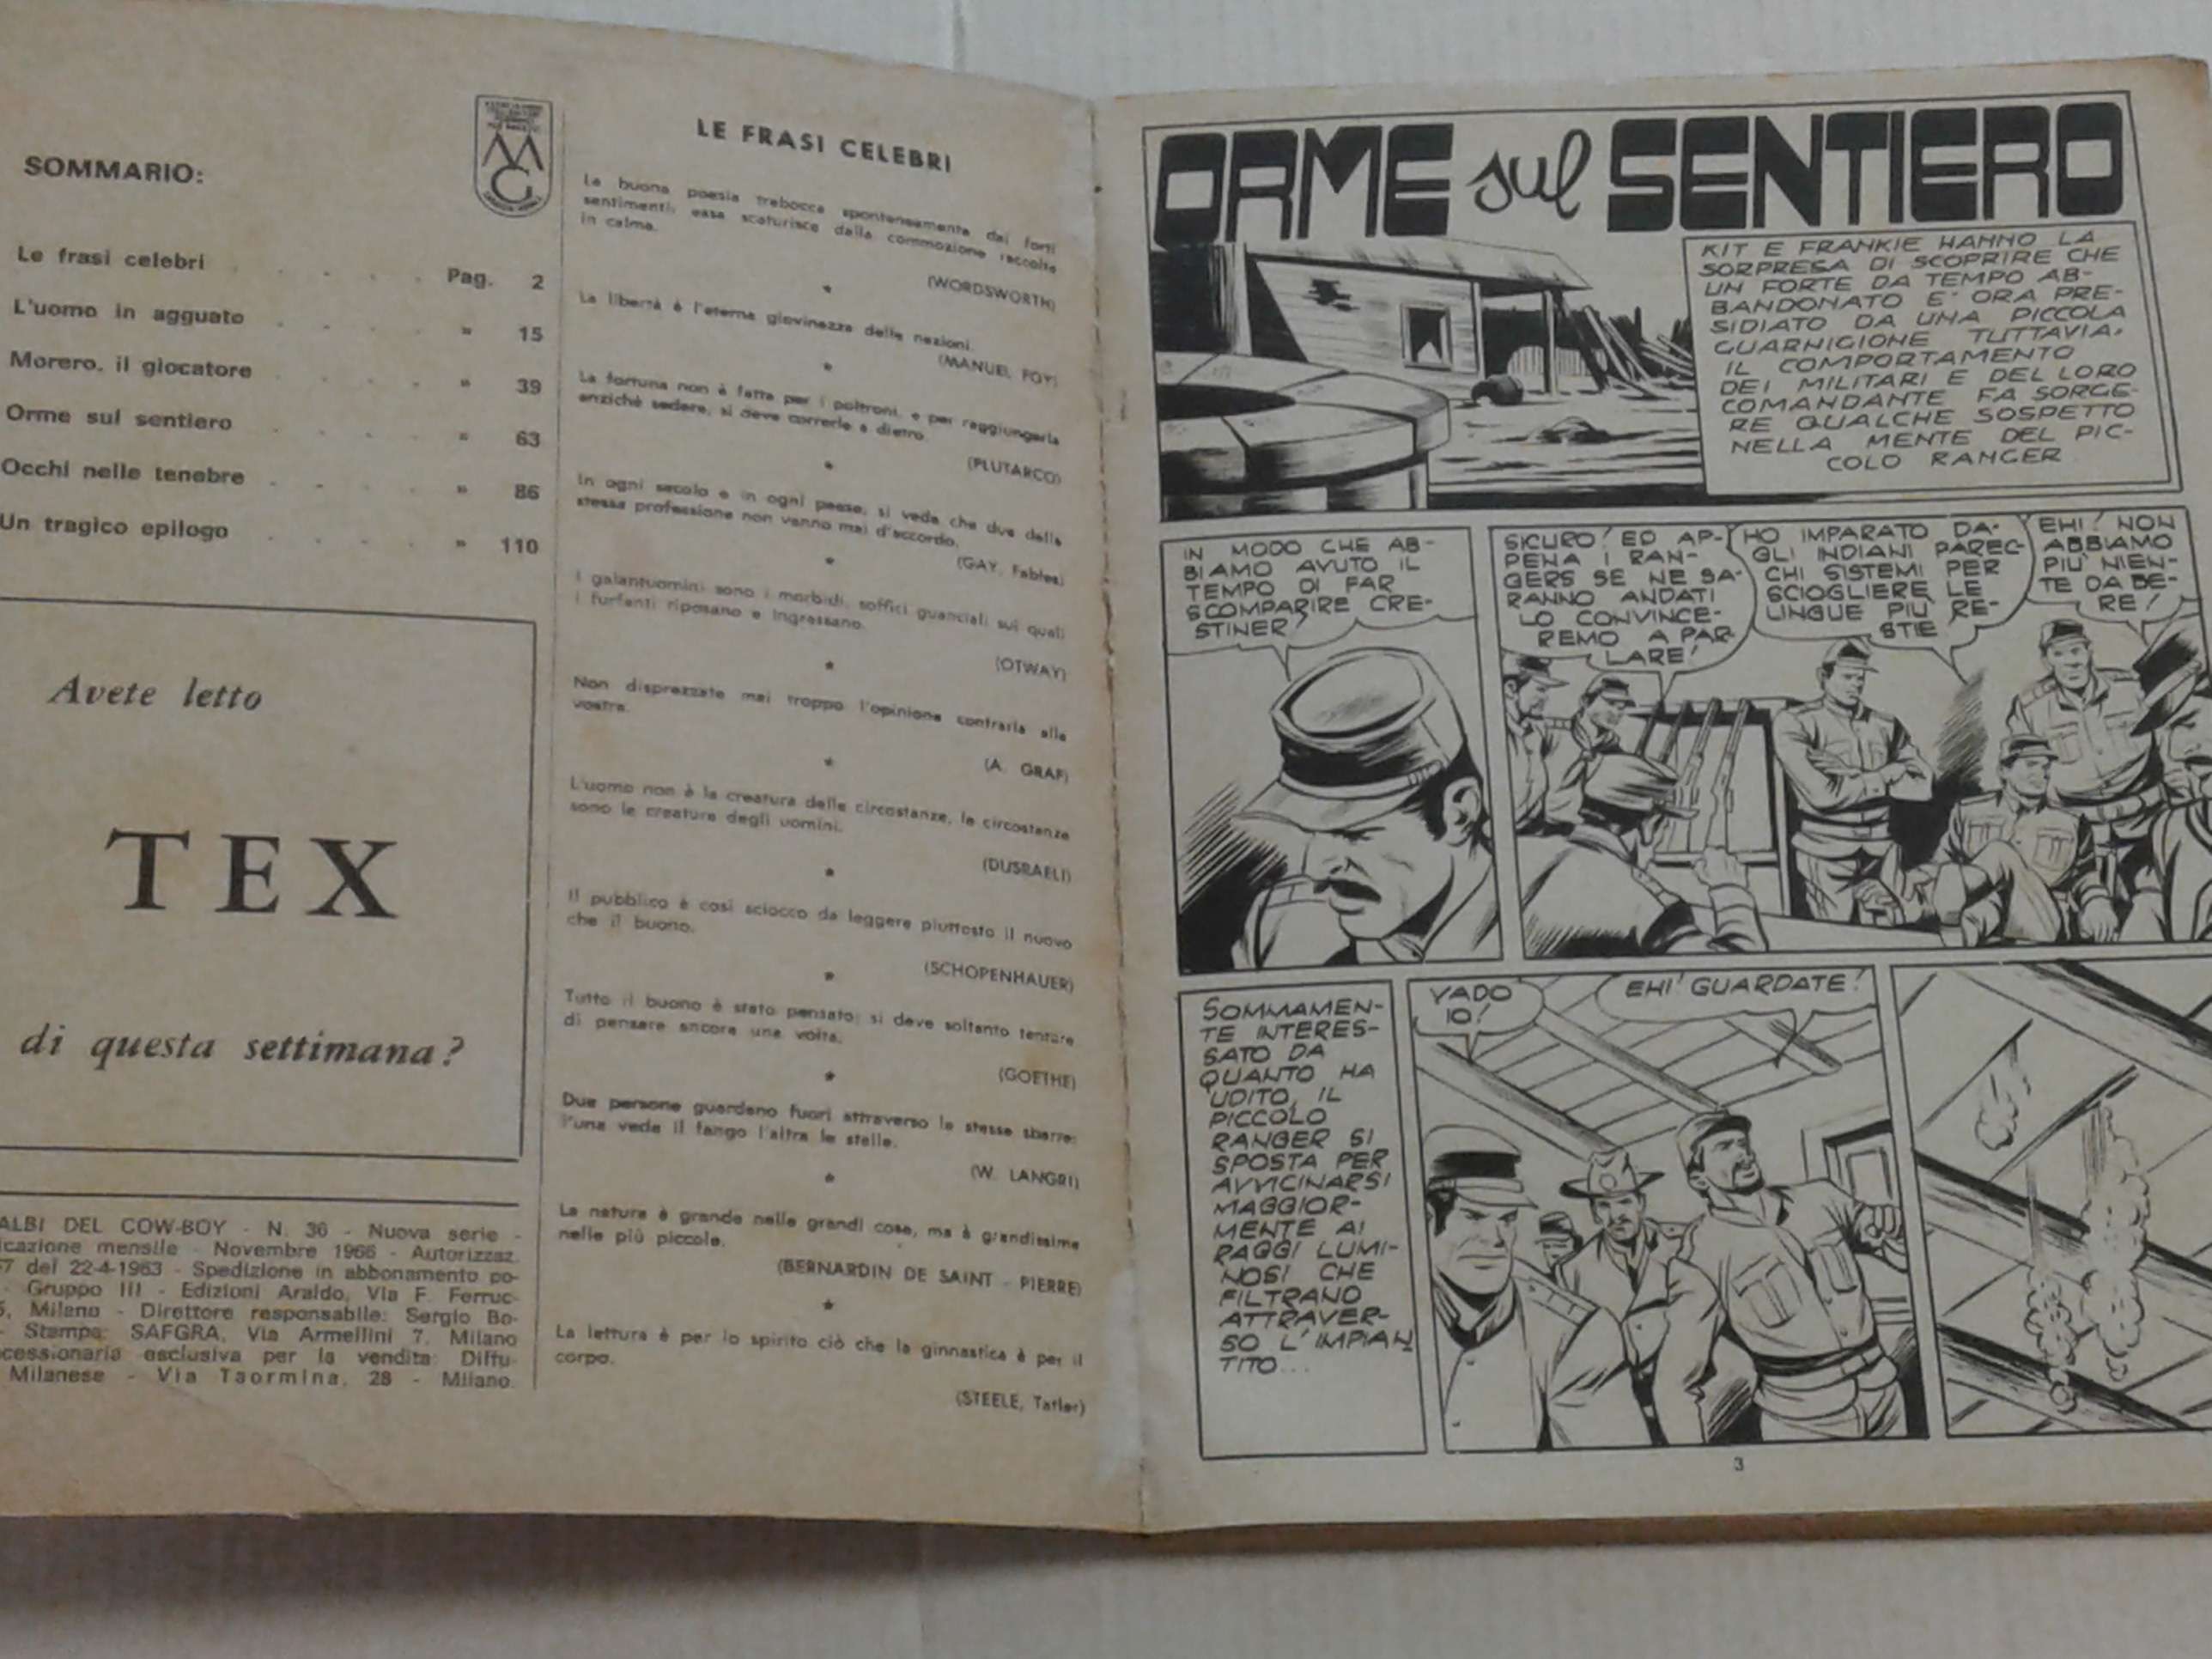 SOMMARIO:
Le frasi celebri . . . . . Pag. 2
L'uomo in agguato . . . . . » 15
Morero, il giocatore . . . . » 39
Orme sul sentiero . . . . . » 63
Occhi nelle tenebre . . . . . » 86
Un tragico epilogo . . . . . » 110
Avete letto
TEX
di questa settimana?
ALBI DEL COW-BOY - N. 36 - Nuova serie -
icazione mensile - Novembre 1966 - Autorizzaz.
7 del 22-4-1963 - Spedizione in abbonamento po-
- Gruppo III - Edizioni Araldo, Via F. Ferruc-
5, Milano - Direttore responsabile: Sergio Bo-
- Stampa: SAFGRA, Via Armellini 7, Milano
cessionaria esclusiva per la vendita: Diffu-
Milanese - Via Taormina, 28 - Milano.
LE FRASI CELEBRI
La buona poesia trebocca spontaneamente dai forti
sentimenti; essa scaturisce dalla commozione raccolta
in calma.
(WORDSWORTH)
*
La libertà è l'eterna giovinezza delle nazioni.
(MANUEL FOY)
*
La fortuna non è fatta per i poltroni, e per raggiungerla
anzichè sedere, si deve correrle a dietro.
(PLUTARCO)
*
In ogni secolo e in ogni paese, si vede che due della
stessa professione non vanno mai d'accordo.
(GAY, Fables)
*
I galantuomini sono i morbidi, soffici guanciali sui quali
i furfanti riposano e ingrassano.
(OTWAY)
*
Non disprezzate mai troppo l'opinione contraria alla
vostra.
(A. GRAF)
*
L'uomo non è la creatura delle circostanze, le circostanze
sono le creature degli uomini.
(DUSRAELI)
*
Il pubblico è così sciocco da leggere piuttosto il nuovo
che il buono.
(SCHOPENHAUER)
*
Tutto il buono è stato pensato; si deve soltanto tentare
di pensare ancora una volta.
(GOETHE)
*
Due persone guardano fuori attraverso le stesse sbarre:
l'una vede il fango l'altra le stelle.
(W. LANGRI)
*
La natura è grande nelle grandi cose, ma è grandissima
nelle più piccole.
(BERNARDIN DE SAINT - PIERRE)
*
La lettura è per lo spirito ciò che la ginnastica è per il
corpo.
(STEELE, Tatler)
ORME sul SENTIERO
KIT E FRANKIE HANNO LA
SORPRESA DI SCOPRIRE CHE
UN FORTE DA TEMPO AB-
BANDONATO E' ORA PRE-
SIDIATO DA UNA PICCOLA
GUARNIGIONE TUTTAVIA,
IL COMPORTAMENTO
DEI MILITARI E DEL LORO
COMANDANTE FA SORGE-
RE QUALCHE SOSPETTO
NELLA MENTE DEL PIC-
COLO RANGER
IN MODO CHE AB-
BIAMO AVUTO IL
TEMPO DI FAR
SCOMPARIRE CRE-
STINER?
SICURO! ED AP-
PENA I RAN-
GERS SE NE SA-
RANNO ANDATI
LO CONVINCE-
REMO A PAR-
LARE!
HO IMPARATO DA-
GLI INDIANI PAREC-
CHI SISTEMI PER
SCIOGLIERE LE
LINGUE PIU' RE-
STIE
EHI! NON
ABBIAMO
PIU' NIEN-
TE DA BE-
RE!
SOMMAMEN-
TE INTERES-
SATO DA
QUANTO HA
UDITO, IL
PICCOLO
RANGER SI
SPOSTA PER
AVVICINARSI
MAGGIOR-
MENTE AI
RAGGI LUMI-
NOSI CHE
FILTRANO
ATTRAVER-
SO L'IMPIAN
TITO...
VADO
IO!
EHI! GUARDATE!
3